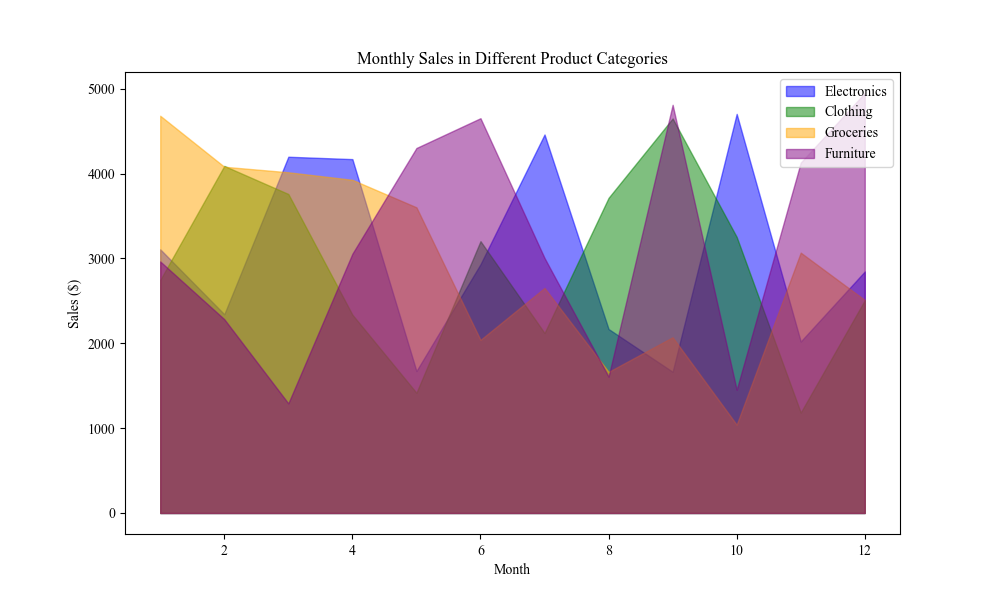 Monthly Sales in Different Product Categories
Electronics
Clothing
Groceries
Furniture
5000
4000
3000
2000
1000
0
Sales ($)
2 4 6 8 10 12
Month